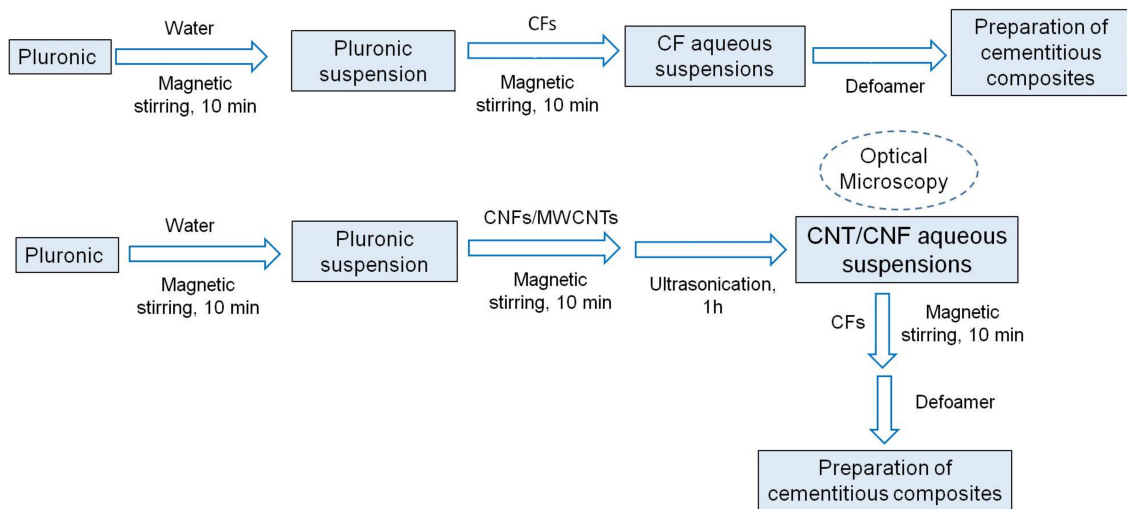 Pluronic
Water
Magnetic
stirring, 10 min
Pluronic
suspension
CFs
Magnetic
stirring, 10 min
CF aqueous
suspensions
Defoamer
Preparation of
cementitious
composites
Optical
Microscopy
Pluronic
Water
Magnetic
stirring, 10 min
Pluronic
suspension
CNFs/MWCNTs
Magnetic
stirring, 10 min
Ultrasonication,
1h
CNT/CNF aqueous
suspensions
CFs
Magnetic
stirring, 10 min
Defoamer
Preparation of
cementitious composites